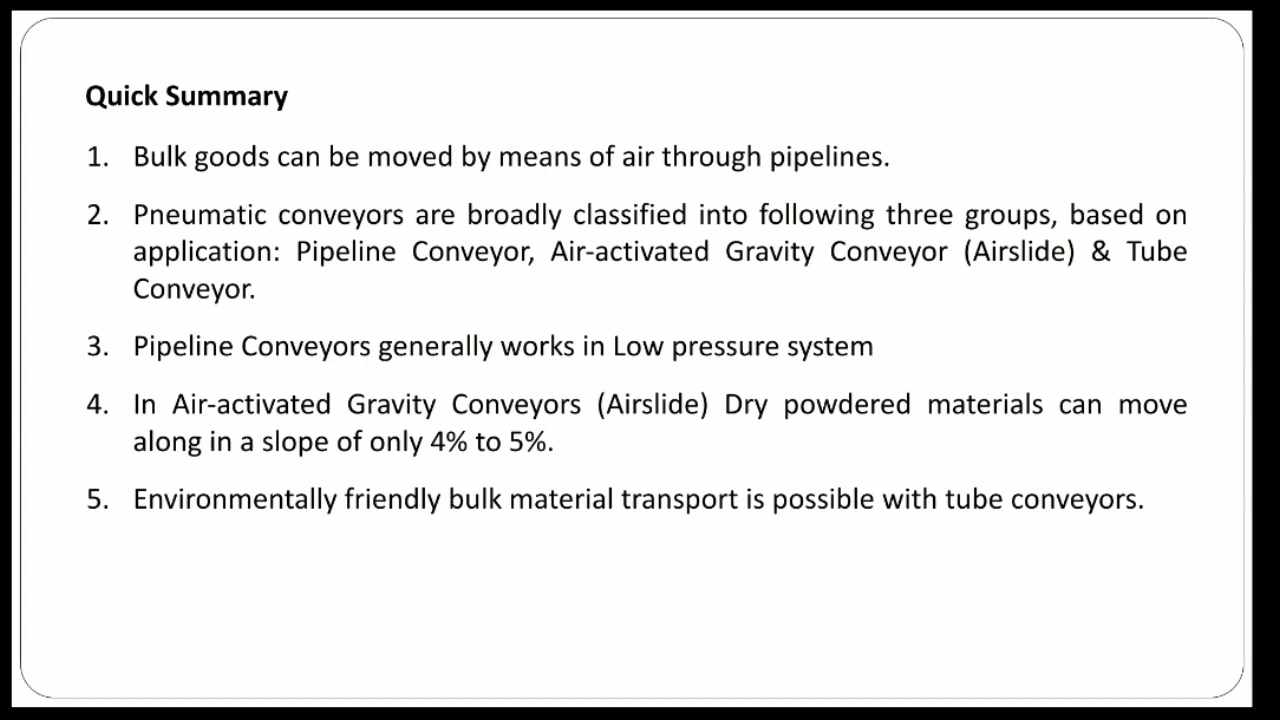 Quick Summary
1. Bulk goods can be moved by means of air through pipelines.
2. Pneumatic conveyors are broadly classified into following three groups, based on
application: Pipeline Conveyor, Air-activated Gravity Conveyor (Airslide) & Tube
Conveyor.
3. Pipeline Conveyors generally works in Low pressure system
4. In Air-activated Gravity Conveyors (Airslide) Dry powdered materials can move
along in a slope of only 4% to 5%.
5. Environmentally friendly bulk material transport is possible with tube conveyors.